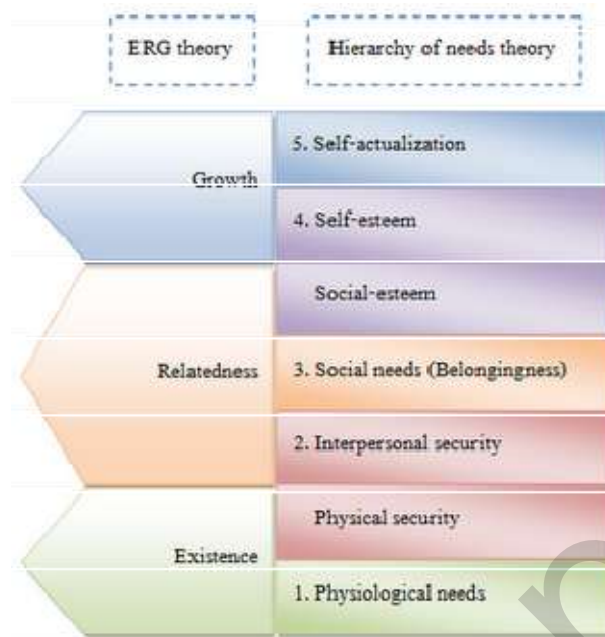 ERG theory
Hierarchy of needs theory
5. Self-actualization
Growth
4. Self-esteem
Social-esteem
Relatedness
3. Social needs (Belongingness)
2. Interpersonal security
Physical security
Existence
1. Physiological needs